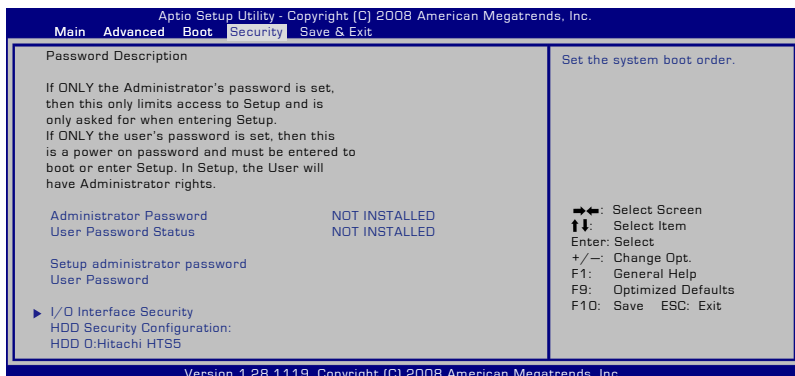 Aptio Setup Utility - Copyright (C) 2008 American Megatrends, Inc.
Main Advanced Boot Security Save & Exit
Password Description
If ONLY the Administrator's password is set,
then this only limits access to Setup and is
only asked for when entering Setup.
If ONLY the user's password is set, then this
is a power on password and must be entered to
boot or enter Setup. In Setup, the User will
have Administrator rights.
Administrator Password NOT INSTALLED
User Password Status NOT INSTALLED
Setup administrator password
User Password
I/O Interface Security
HDD Security Configuration:
HDD 0:Hitachi HTS5
Set the system boot order.
→←: Select Screen
↑↓: Select Item
Enter: Select
+/—: Change Opt.
F1: General Help
F9: Optimized Defaults
F10: Save ESC: Exit
Version 1.28.1119. Copyright (C) 2008 American Megatrends, Inc.